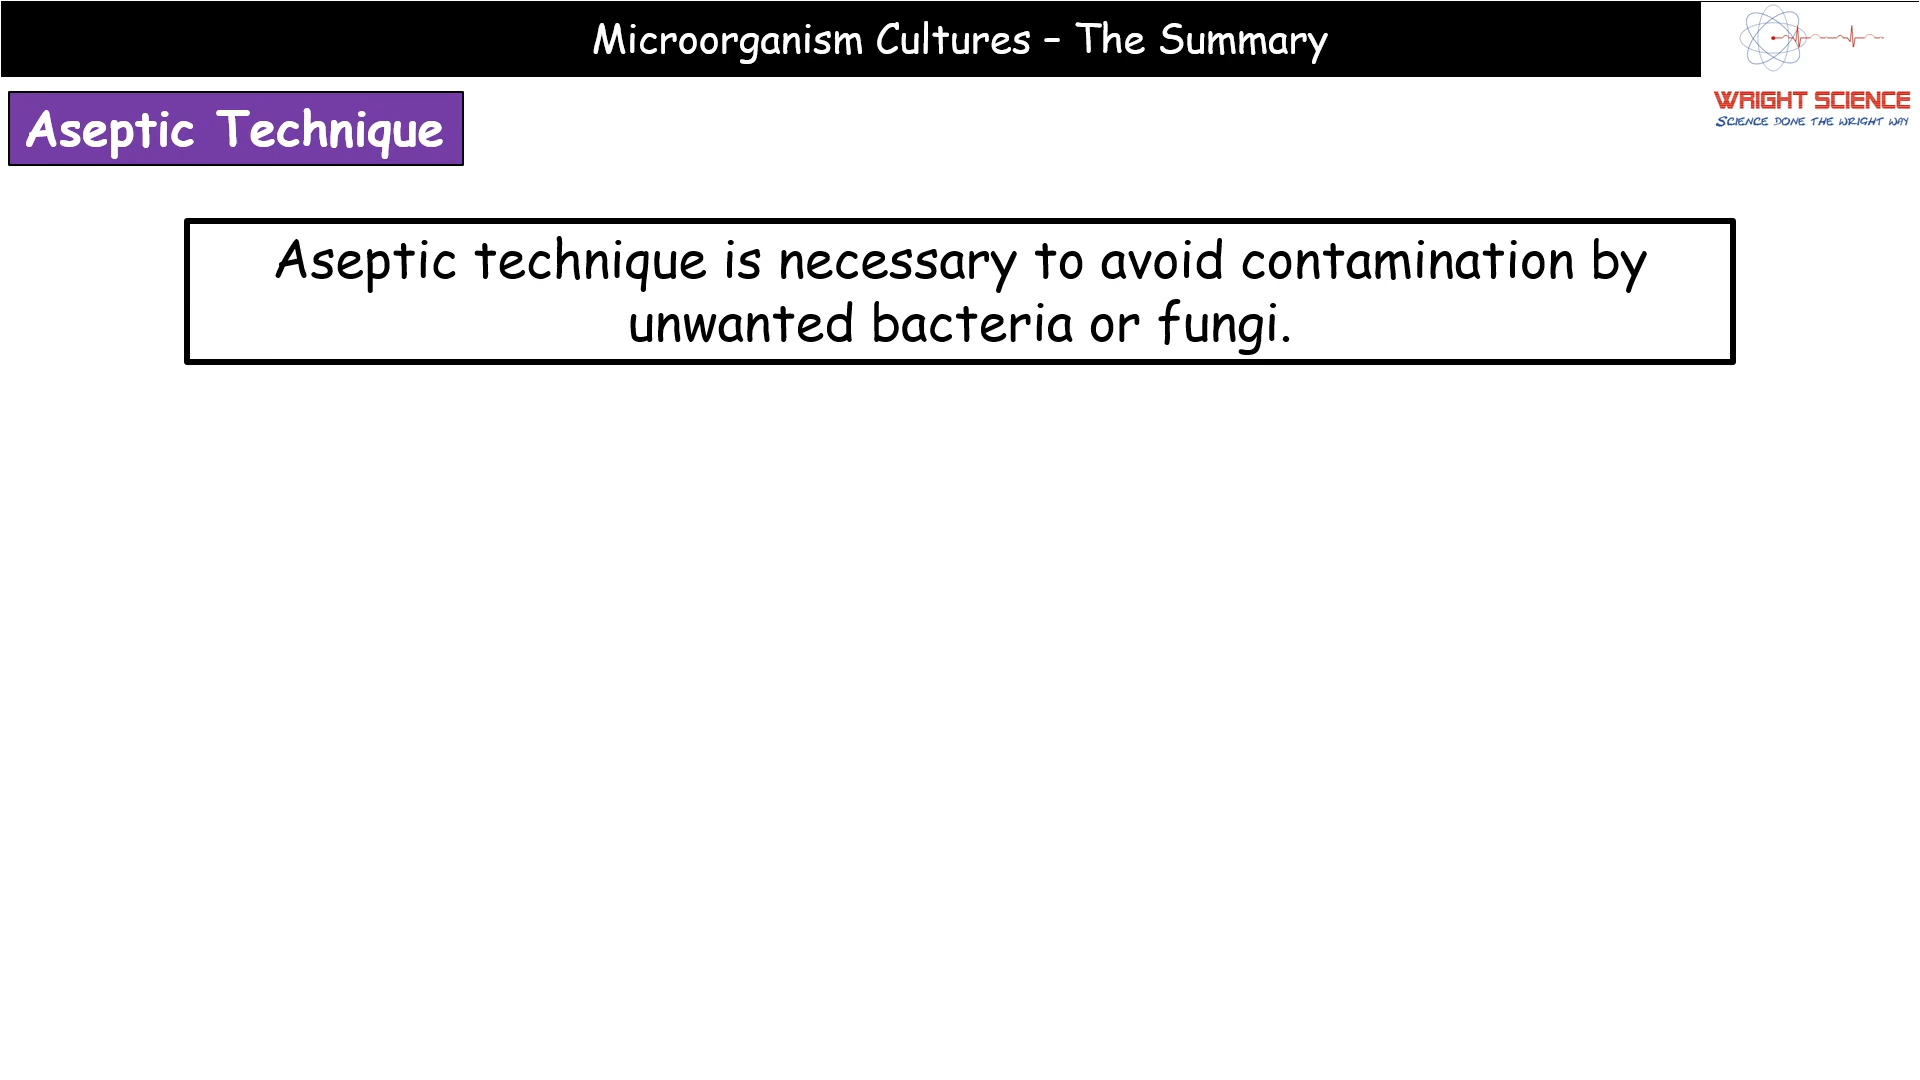 Microorganism Cultures – The Summary
WRIGHT SCIENCE
SCIENCE DONE THE WRIGHT WAY
Aseptic Technique
Aseptic technique is necessary to avoid contamination by
unwanted bacteria or fungi.